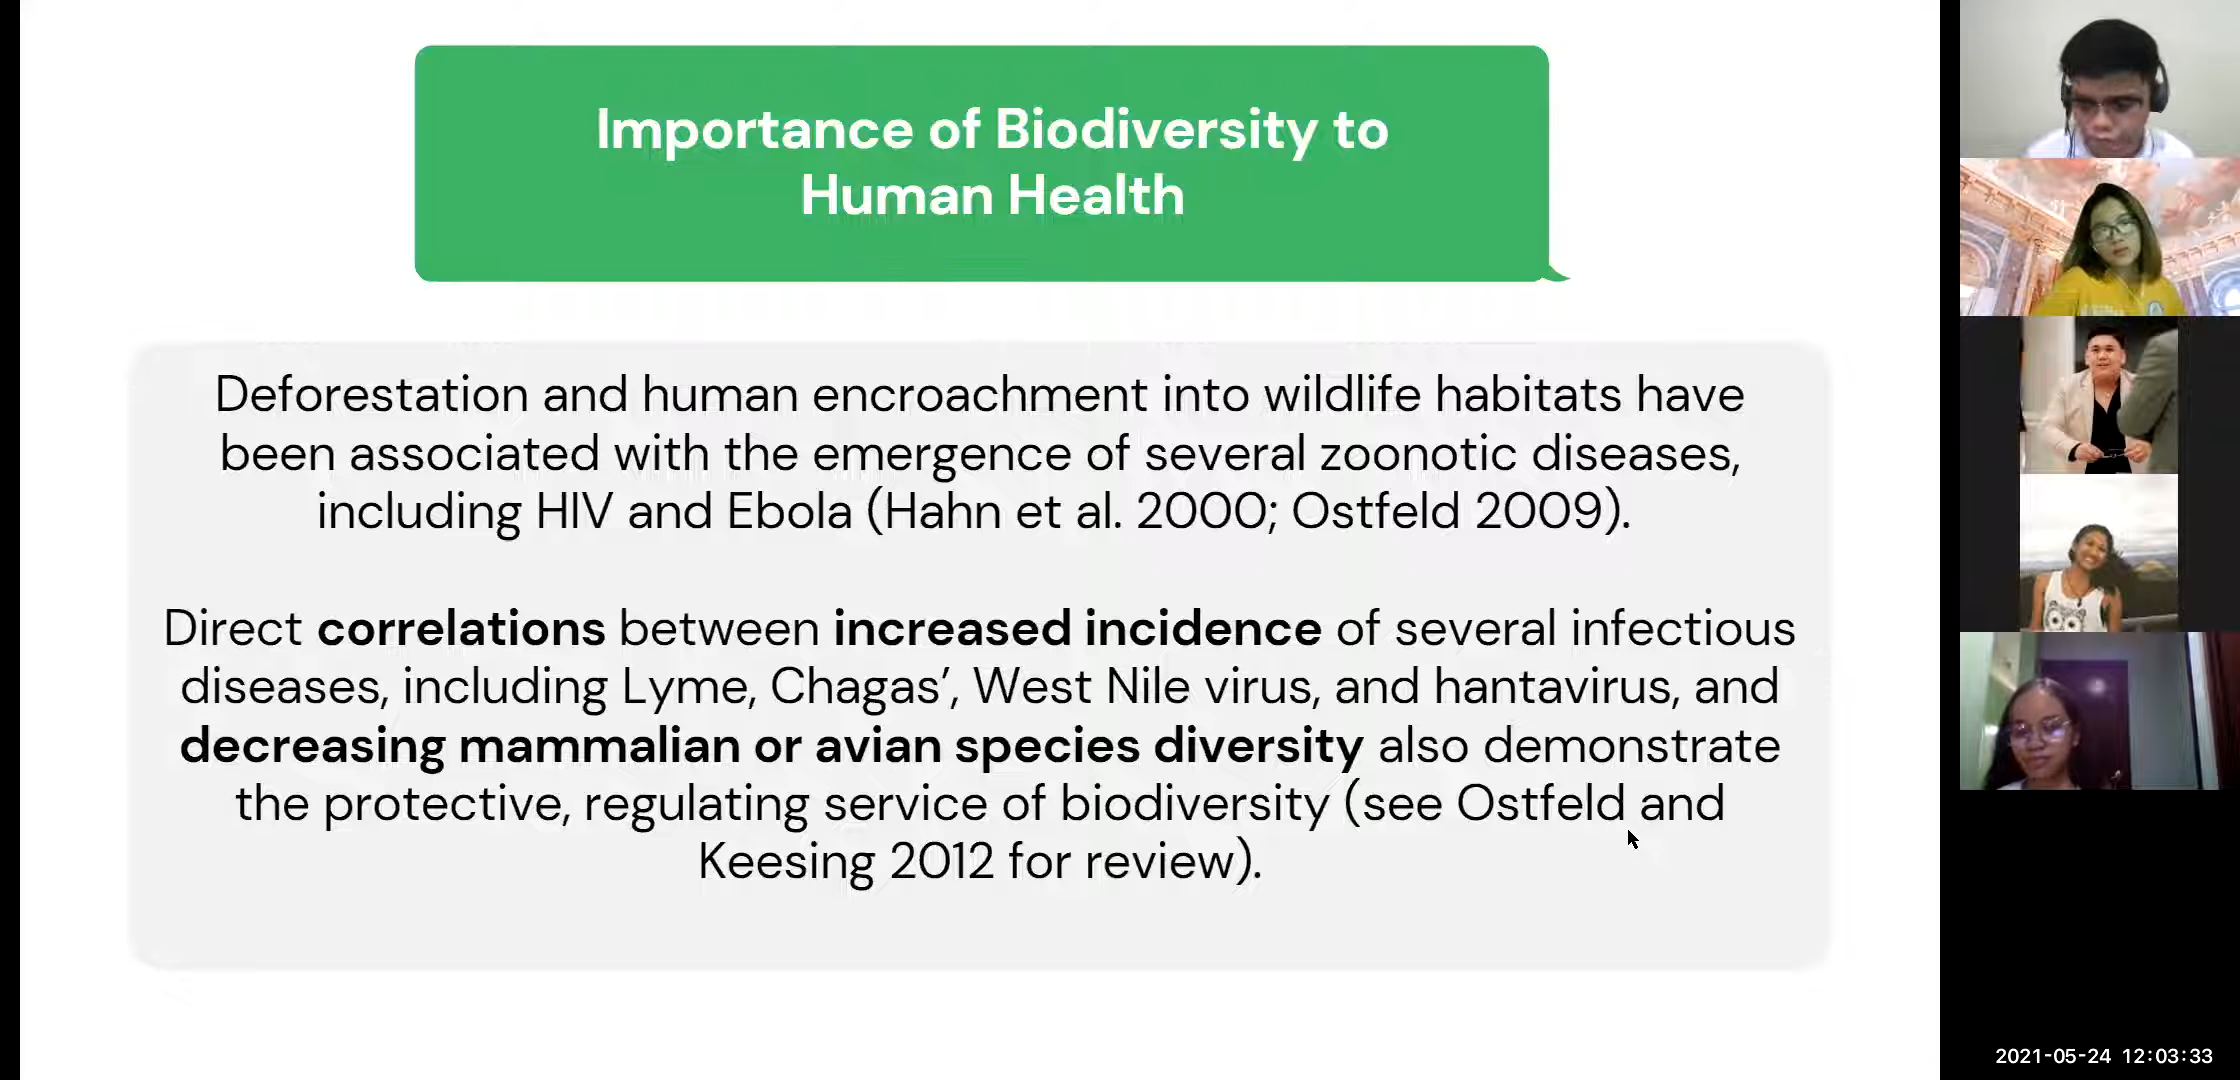 Importance of Biodiversity to
Human Health
Deforestation and human encroachment into wildlife habitats have
been associated with the emergence of several zoonotic diseases,
including HIV and Ebola (Hahn et al. 2000; Ostfeld 2009).
Direct correlations between increased incidence of several infectious
diseases, including Lyme, Chagas’, West Nile virus, and hantavirus, and
decreasing mammalian or avian species diversity also demonstrate
the protective, regulating service of biodiversity (see Ostfeld and
Keesing 2012 for review).
2021-05-24 12:03:33